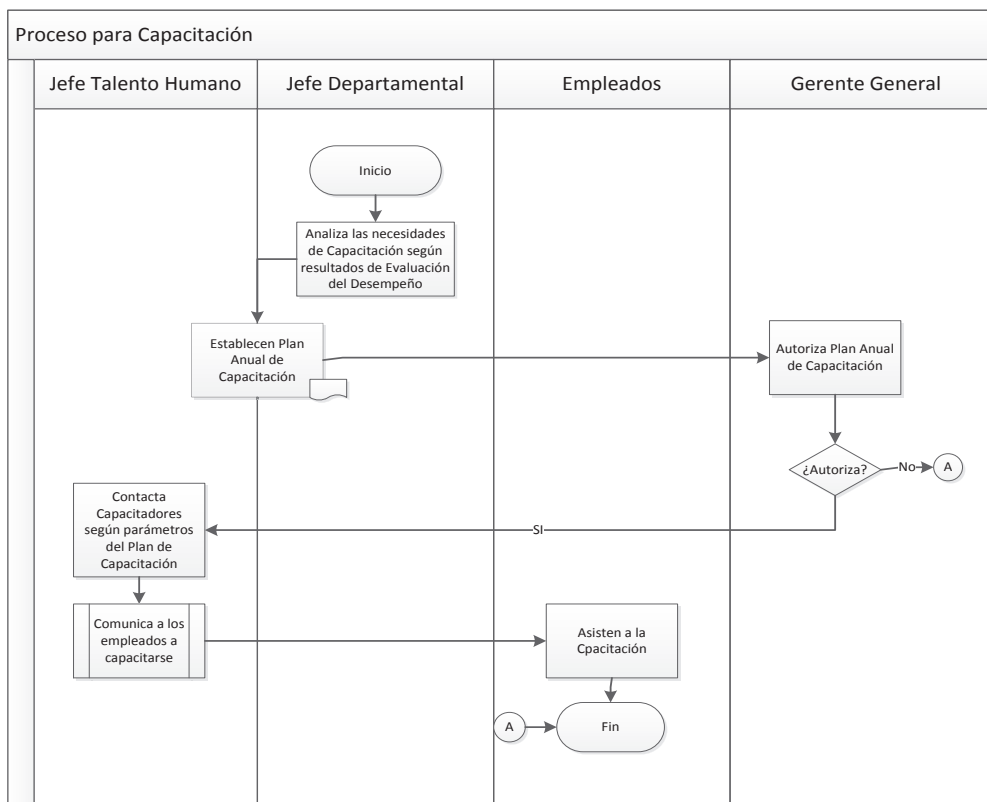 Proceso para Capacitación
Jefe Talento Humano
Jefe Departamental
Empleados
Gerente General
Inicio
Analiza las necesidades
de Capacitación según
resultados de Evaluación
del Desempeño
Establecen Plan
Anual de
Capacitación
Autoriza Plan Anual
de Capacitación
¿Autoriza?
No
A
SI
Contacta
Capacitadores
según parámetros
del Plan de
Capacitación
Comunica a los
empleados a
capacitarse
Asisten a la
Cpacitación
A
Fin